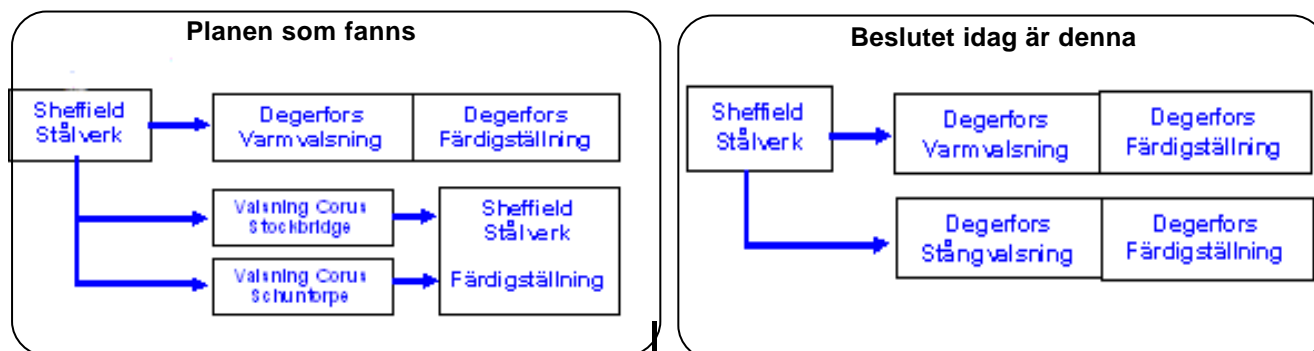 Planen som fanns
Sheffield
Stålverk
Degerfors
Varmvalsning
Degerfors
Färdigställning
Valsning Corus
Stockbridge
Sheffield
Stålverk
Färdigställning
Valsning Corus
Schuntorpe
Beslutet idag är denna
Sheffield
Stålverk
Degerfors
Varmvalsning
Degerfors
Färdigställning
Degerfors
Stångvalsning
Degerfors
Färdigställning